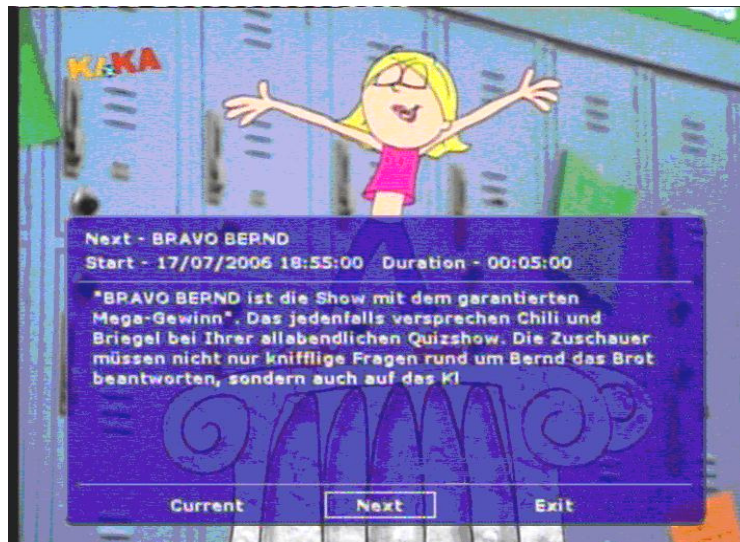 KiKA
Next - BRAVO BERND
Start - 17/07/2006 18:55:00 Duration - 00:05:00
"BRAVO BERND ist die Show mit dem garantierten
Mega-Gewinn". Das jedenfalls versprechen Chili und
Briegel bei Ihrer allabendlichen Quizshow. Die Zuschauer
müssen nicht nur knifflige Fragen rund um Bernd das Brot
beantworten, sondern auch auf das Kl
Current Next Exit